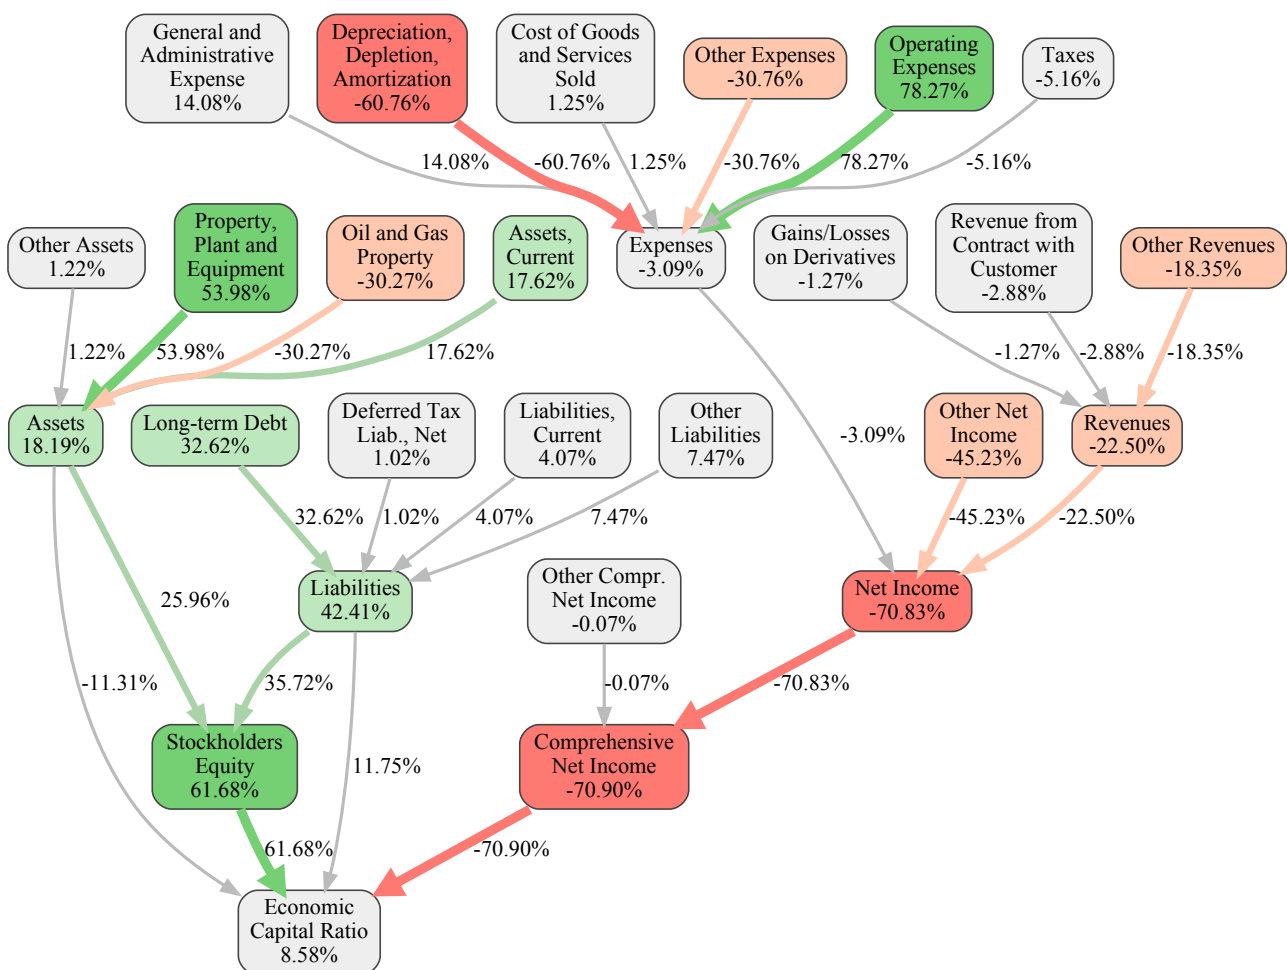 General and
Administrative
Expense
14.08%
Depreciation,
Depletion,
Amortization
-60.76%
Cost of Goods
and Services
Sold
1.25%
Other Expenses
-30.76%
Operating
Expenses
78.27%
Taxes
-5.16%
14.08%
-60.76%
1.25%
-30.76%
78.27%
-5.16%
Other Assets
1.22%
Property,
Plant and
Equipment
53.98%
Oil and Gas
Property
-30.27%
Assets,
Current
17.62%
Expenses
-3.09%
Gains/Losses
on Derivatives
-1.27%
Revenue from
Contract with
Customer
-2.88%
Other Revenues
-18.35%
1.22%
53.98%
-30.27%
17.62%
-1.27%
-2.88%
-18.35%
Assets
18.19%
Long-term Debt
32.62%
Deferred Tax
Liab., Net
1.02%
Liabilities,
Current
4.07%
Other
Liabilities
7.47%
-3.09%
Other Net
Income
-45.23%
Revenues
-22.50%
32.62%
1.02%
4.07%
7.47%
-45.23%
-22.50%
25.96%
Liabilities
42.41%
Other Compr.
Net Income
-0.07%
Net Income
-70.83%
-11.31%
35.72%
-0.07%
-70.83%
Stockholders
Equity
61.68%
11.75%
Comprehensive
Net Income
-70.90%
61.68%
-70.90%
Economic
Capital Ratio
8.58%